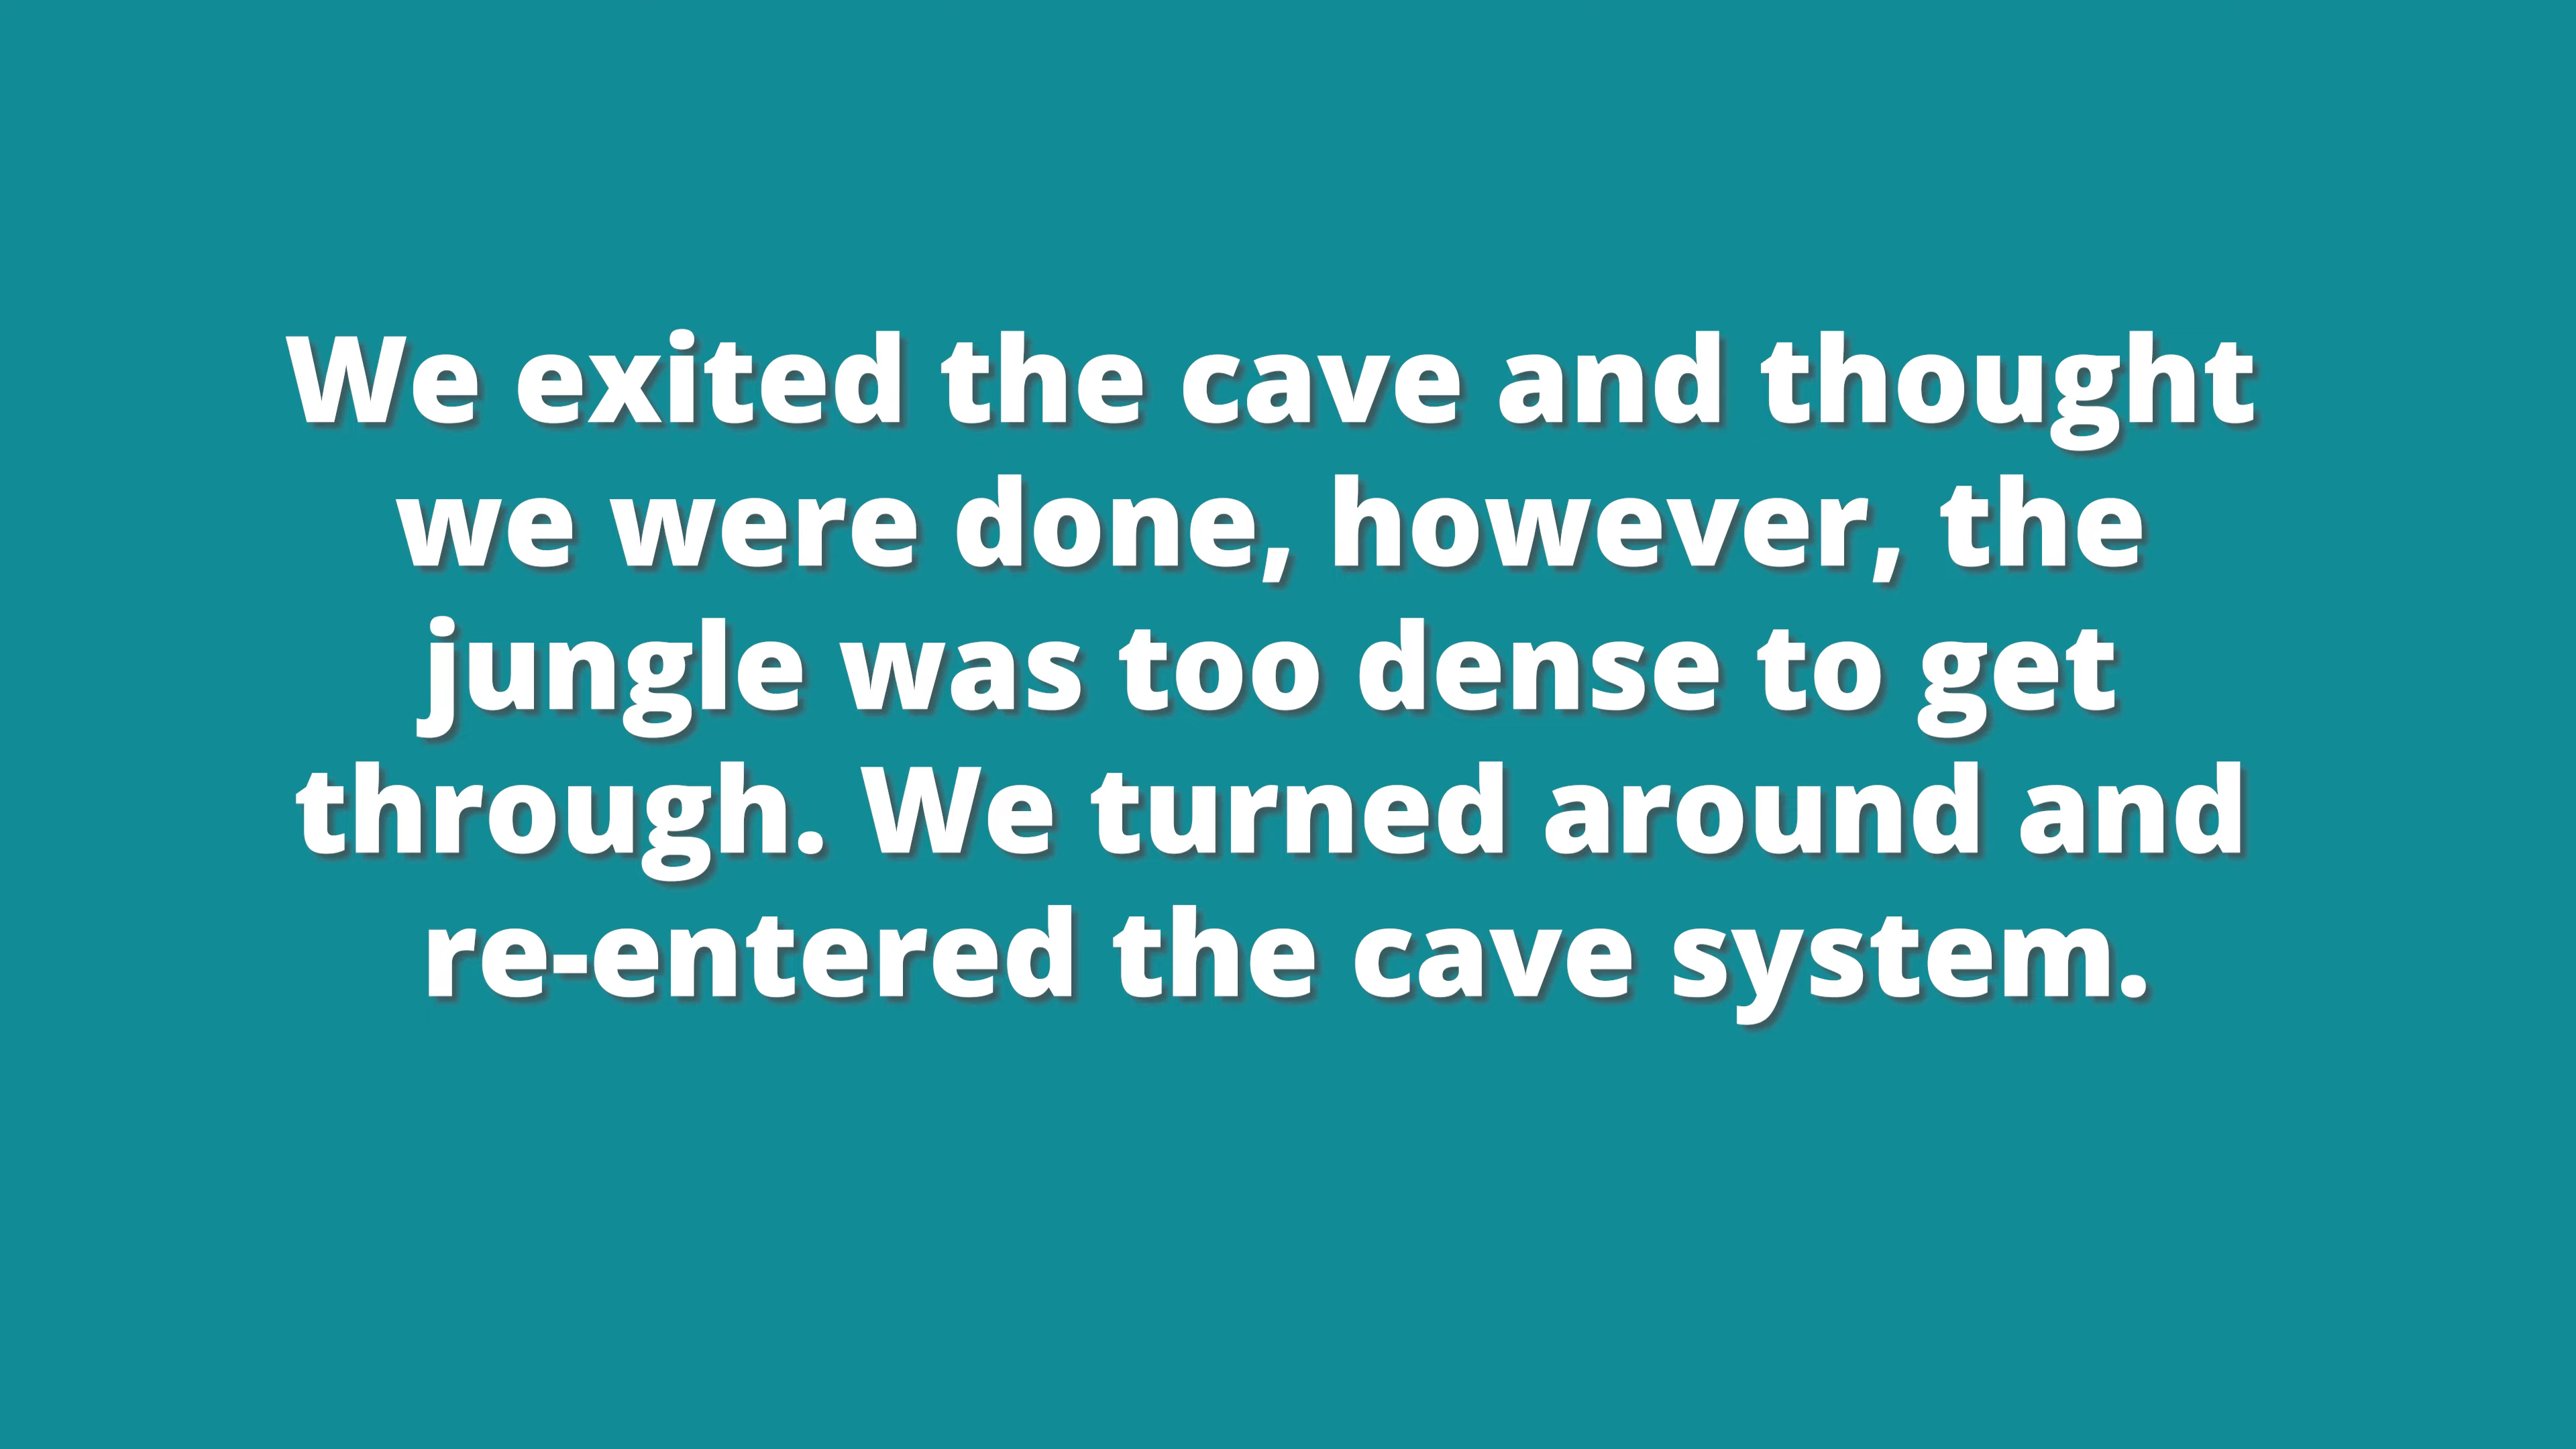 We exited the cave and thought
we were done, however, the
jungle was too dense to get
through. We turned around and
re-entered the cave system.